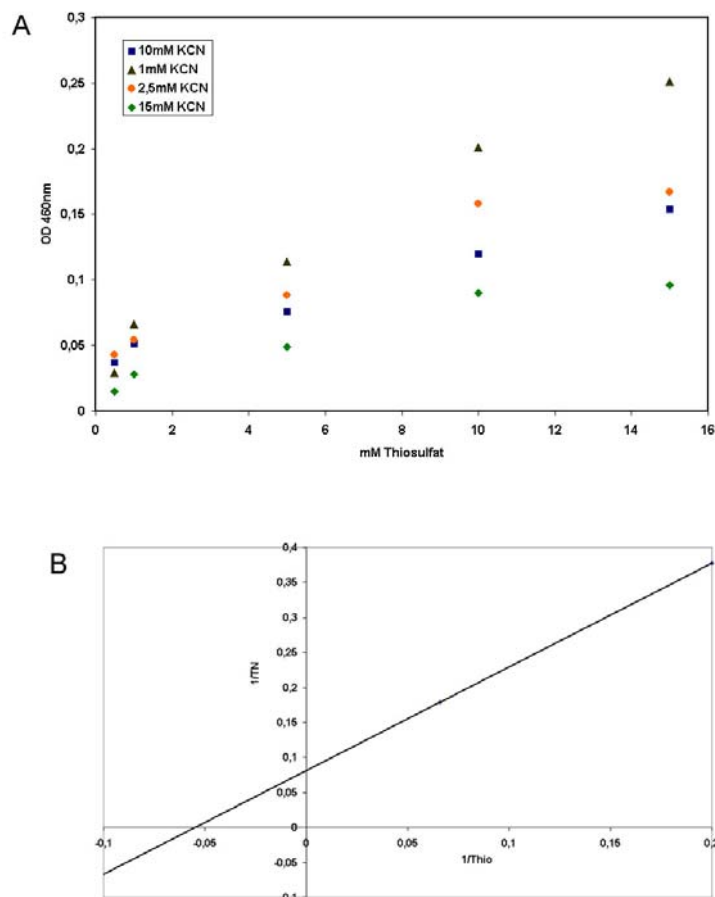 A
0,3
0,25
0,2
0,15
0,1
0,05
0
OD 460nm
10mM KCN
1mM KCN
2,5mM KCN
15mM KCN
0 2 4 6 8 10 12 14 16
mM Thiosulfat
B
0,4
0,35
0,3
0,25
0,2
0,15
0,1
0,05
0
-0,05
-0,1
1/TN
-0,1 -0,05 0 0,05 0,1 0,15 0,2
1/Thio